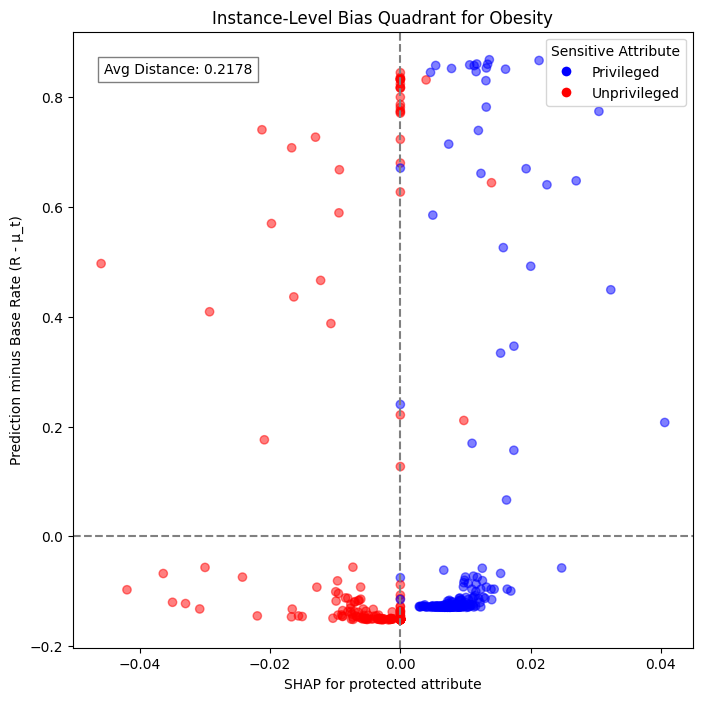 Instance-Level Bias Quadrant for Obesity
Avg Distance: 0.2178
Sensitive Attribute
Privileged
Unprivileged
Prediction minus Base Rate (R - μ_t)
0.8
0.6
0.4
0.2
0.0
−0.2
−0.04
−0.02
0.00
0.02
0.04
SHAP for protected attribute